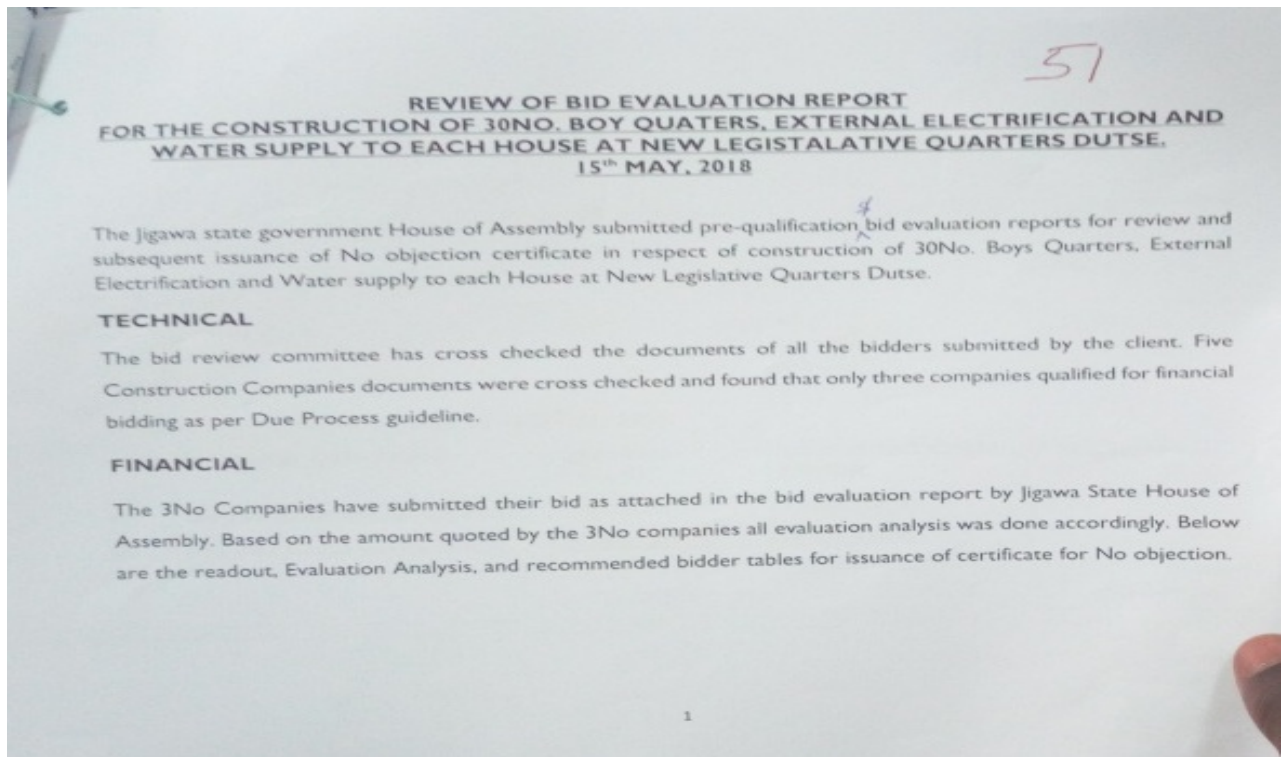 51
REVIEW OF BID EVALUATION REPORT
FOR THE CONSTRUCTION OF 30NO. BOY QUATERS, EXTERNAL ELECTRIFICATION AND
WATER SUPPLY TO EACH HOUSE AT NEW LEGISTALATIVE QUARTERS DUTSE.
15th MAY, 2018
The Jigawa state government House of Assembly submitted pre-qualification & bid evaluation reports for review and
subsequent issuance of No objection certificate in respect of construction of 30No. Boys Quarters, External
Electrification and Water supply to each House at New Legislative Quarters Dutse.
TECHNICAL
The bid review committee has cross checked the documents of all the bidders submitted by the client. Five
Construction Companies documents were cross checked and found that only three companies qualified for financial
bidding as per Due Process guideline.
FINANCIAL
The 3No Companies have submitted their bid as attached in the bid evaluation report by Jigawa State House of
Assembly. Based on the amount quoted by the 3No companies all evaluation analysis was done accordingly. Below
are the readout, Evaluation Analysis, and recommended bidder tables for issuance of certificate for No objection.
1